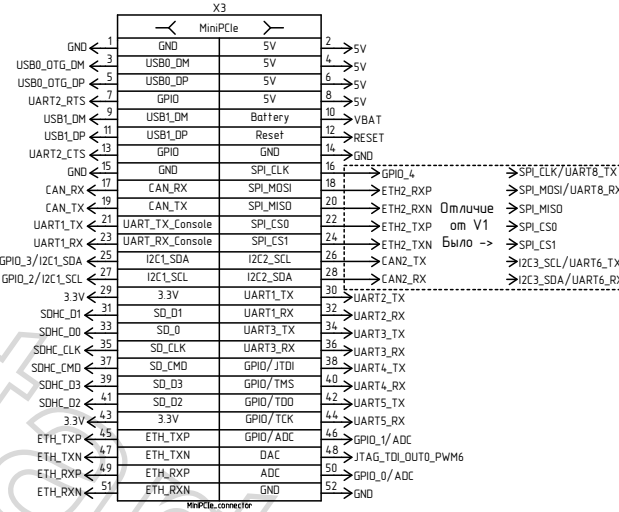 X3
MiniPCIe
GND 1 GND 5V 2 5V
USB0_OTG_DM 3 USB0_DM 5V 4 5V
USB0_OTG_DP 5 USB0_DP 5V 6 5V
UART2_RTS 7 GPIO 5V 8 5V
USB1_DM 9 USB1_DM Battery 10 VBAT
USB1_DP 11 USB1_DP Reset 12 RESET
UART2_CTS 13 GPIO GND 14 GND
GND 15 GND SPI_CLK 16 GPIO_4 SPI_CLK/UART8_TX
CAN_RX 17 CAN_RX SPI_MOSI 18 ETH2_RXP SPI_MOSI/UART8_RX
CAN_TX 19 CAN_TX SPI_MISO 20 ETH2_RXN Отличие SPI_MISO
UART1_TX 21 UART_TX_Console SPI_CS0 22 ETH2_TXP от V1 SPI_CS0
UART1_RX 23 UART_RX_Console SPI_CS1 24 ETH2_TXN Было -> SPI_CS1
GPIO_3/I2C1_SDA 25 I2C1_SDA I2C2_SCL 26 CAN2_TX I2C3_SCL/UART6_TX
GPIO_2/I2C1_SCL 27 I2C1_SCL I2C2_SDA 28 CAN2_RX I2C3_SDA/UART6_RX
3.3V 29 3.3V UART1_TX 30 UART2_TX
SDHC_D1 31 SD_D1 UART1_RX 32 UART2_RX
SDHC_D0 33 SD_0 UART3_TX 34 UART3_TX
SDHC_CLK 35 SD_CLK UART3_RX 36 UART3_RX
SDHC_CMD 37 SD_CMD GPIO/JTDI 38 UART4_TX
SDHC_D3 39 SD_D3 GPIO/TMS 40 UART4_RX
SDHC_D2 41 SD_D2 GPIO/TDO 42 UART5_TX
3.3V 43 3.3V GPIO/TCK 44 UART5_RX
ETH_TXP 45 ETH_TXP GPIO/ADC 46 GPIO_1/ADC
ETH_TXN 47 ETH_TXN DAC 48 JTAG_TDI_OUT0_PWM6
ETH_RXP 49 ETH_RXP ADC 50 GPIO_0/ADC
ETH_RXN 51 ETH_RXN GND 52 GND
MiniPCIe_connector